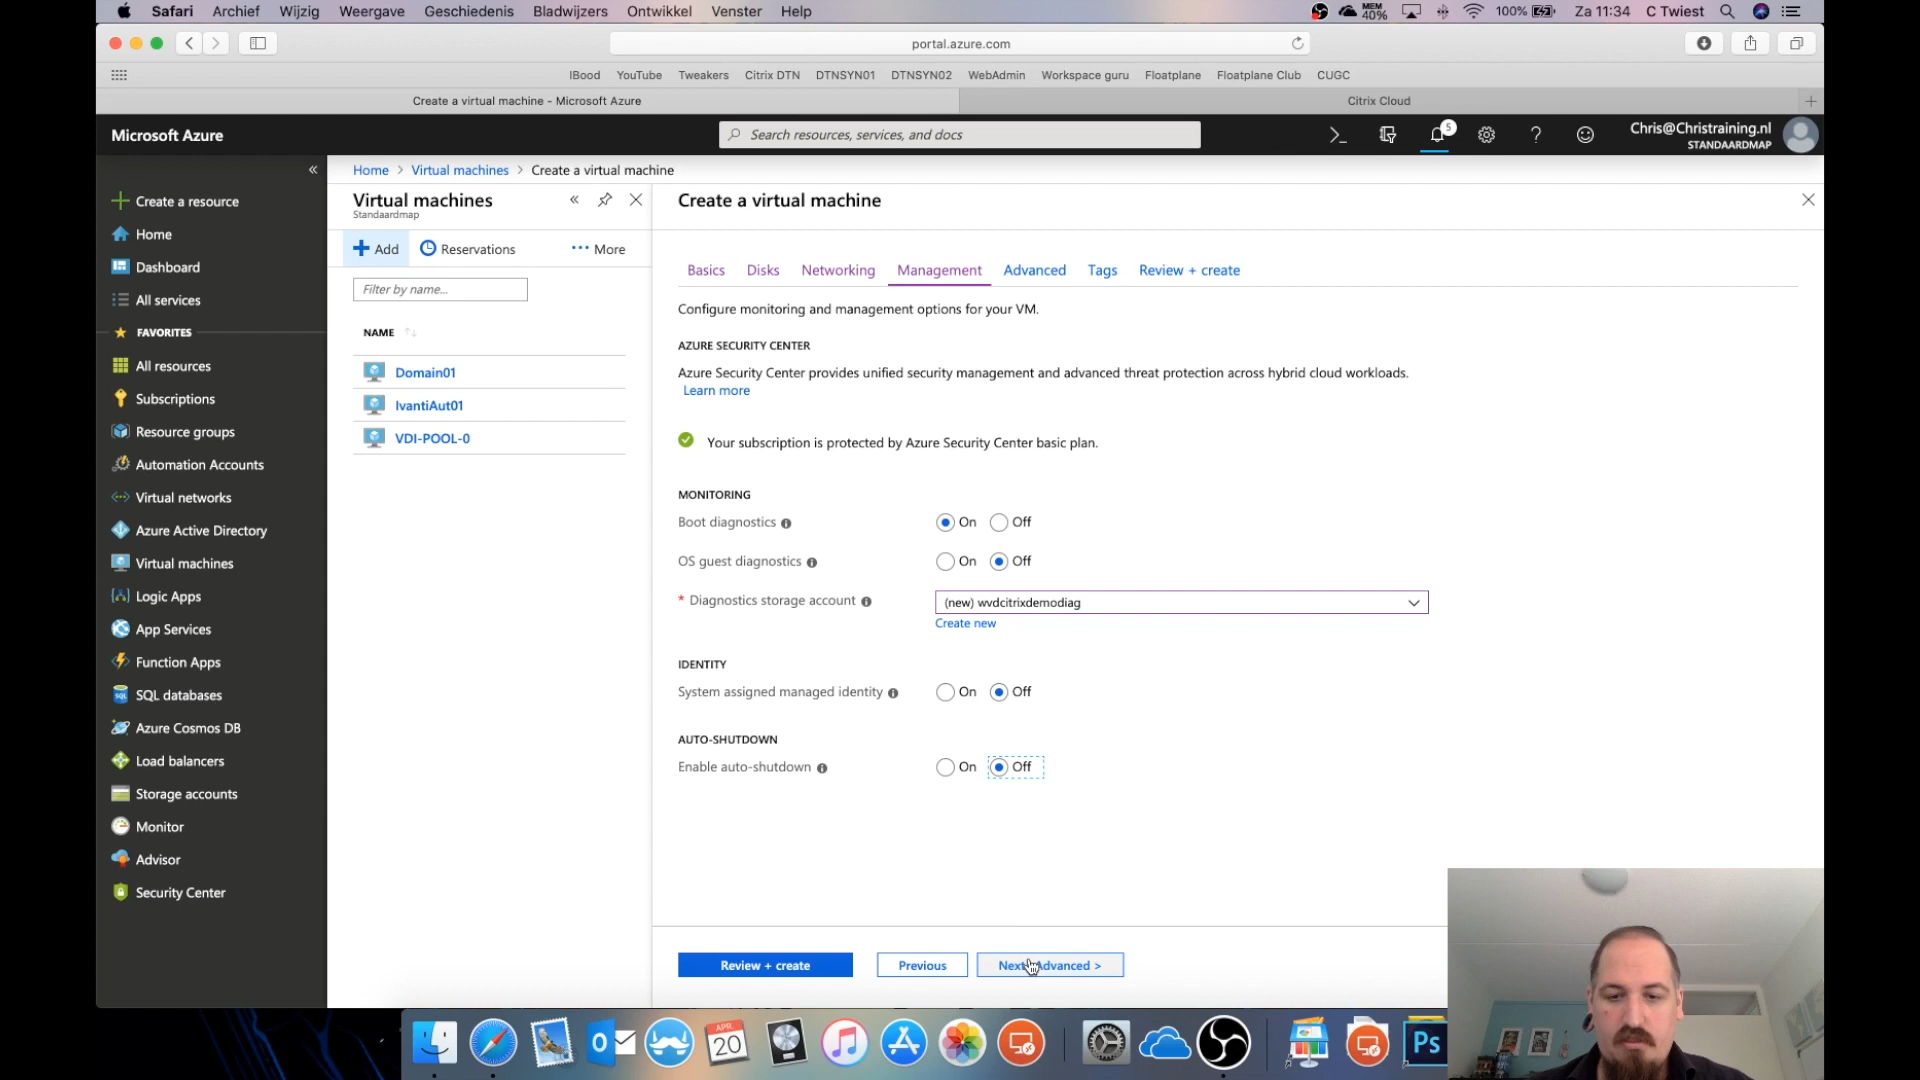 Safari Archief Wijzig Weergave Geschiedenis Bladwijzers Ontwikkel Venster Help MEM 40% 100% Za 11:34 C Twiest
portal.azure.com
IBood YouTube Tweakers Citrix DTN DTNSYN01 DTNSYN02 WebAdmin Workspace guru Floatplane Floatplane Club CUGC
Create a virtual machine - Microsoft Azure
Citrix Cloud
Microsoft Azure
Search resources, services, and docs
5
Chris@Christraining.nl
STANDAARDMAP
Create a resource
Home
Dashboard
All services
FAVORITES
All resources
Subscriptions
Resource groups
Automation Accounts
Virtual networks
Azure Active Directory
Virtual machines
Logic Apps
App Services
Function Apps
SQL databases
Azure Cosmos DB
Load balancers
Storage accounts
Monitor
Advisor
Security Center
Home > Virtual machines > Create a virtual machine
Virtual machines
Standaardmap
Add Reservations More
Filter by name...
NAME
Domain01
IvantiAut01
VDI-POOL-0
Create a virtual machine
Basics Disks Networking Management Advanced Tags Review + create
Configure monitoring and management options for your VM.
AZURE SECURITY CENTER
Azure Security Center provides unified security management and advanced threat protection across hybrid cloud workloads.
Learn more
Your subscription is protected by Azure Security Center basic plan.
MONITORING
Boot diagnostics On Off
OS guest diagnostics On Off
* Diagnostics storage account (new) wvdcitrixdemodiag
Create new
IDENTITY
System assigned managed identity On Off
AUTO-SHUTDOWN
Enable auto-shutdown On Off
Review + create Previous Next Advanced >
APR.
20
Ps